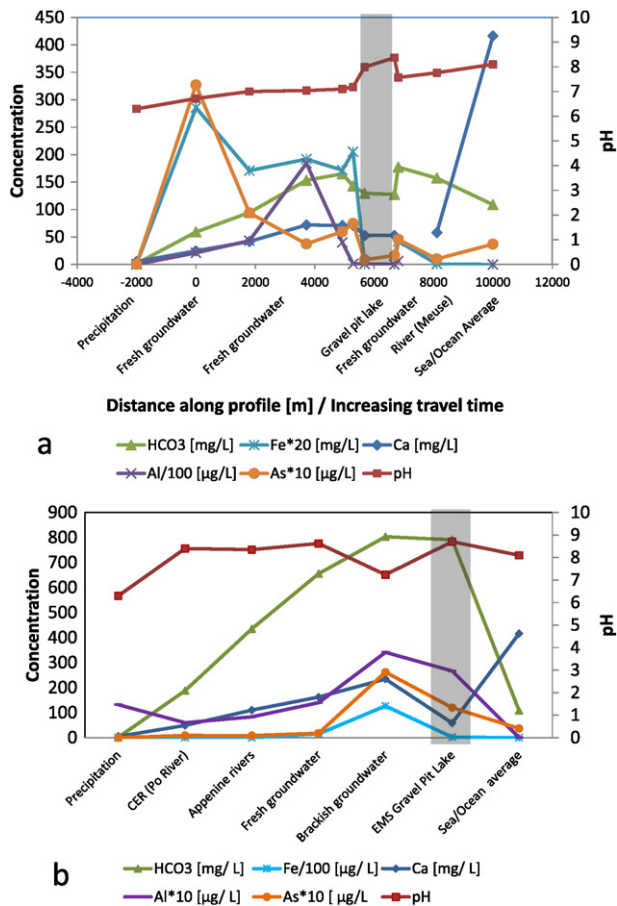 450
400
350
300
250
200
150
100
50
0
Concentration
10
9
8
7
6
5
4
3
2
1
0
pH
-4000 -2000 0 2000 4000 6000 8000 10000 12000
Precipitation
Fresh groundwater
Fresh groundwater
Gravel pit lake
Fresh groundwater
River (Meuse)
Sea/Ocean Average
Distance along profile [m] / Increasing travel time
a
HCO3 [mg/L] Fe*20 [mg/L] Ca [mg/L]
Al/100 [µg/L] As*10 [µg/L] pH
900
800
700
600
500
400
300
200
100
0
Concentration
10
9
8
7
6
5
4
3
2
1
0
pH
Precipitation
CER (Po River)
Appenine rivers
Fresh groundwater
Brackish groundwater
EMS Gravel Pit Lake
Sea/Ocean average
b
HCO3 [mg/ L] Fe/100 [µg/ L] Ca [mg/ L]
Al*10 [µg/ L] As*10 [ µg/L pH